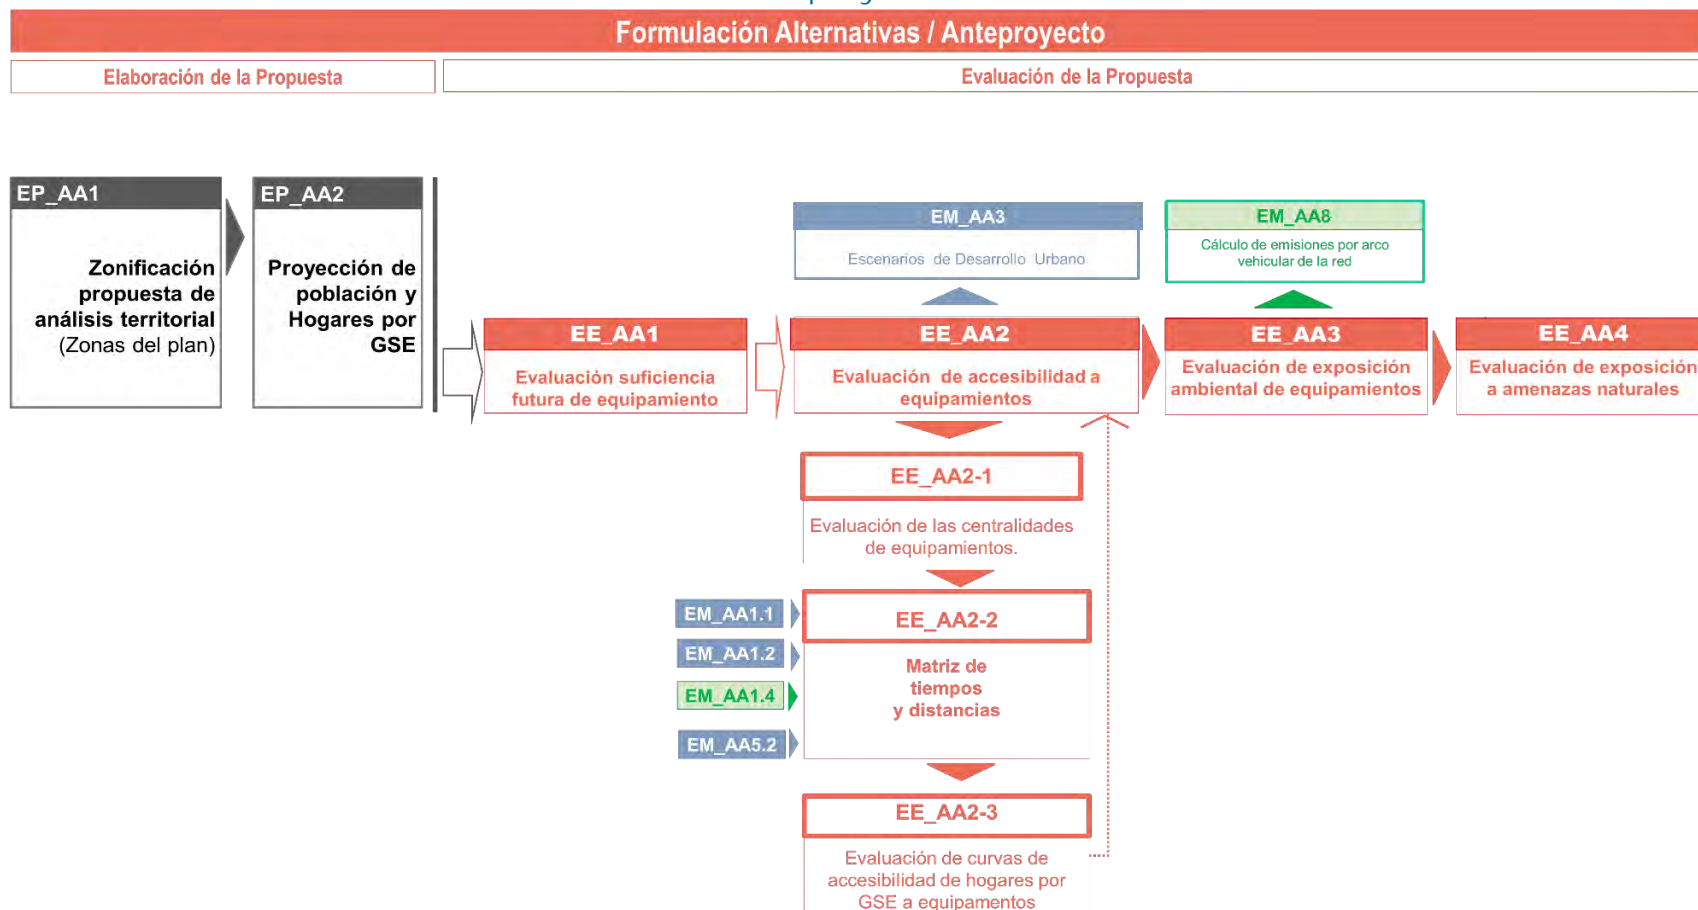 Formulación Alternativas / Anteproyecto
Elaboración de la Propuesta
Evaluación de la Propuesta
EP_AA1
Zonificación
propuesta de
análisis territorial
(Zonas del plan)
EP_AA2
Proyección de
población y
Hogares por
GSE
EM_AA3
Escenarios de Desarrollo Urbano
EM_AA8
Cálculo de emisiones por arco
vehicular de la red
EE_AA1
Evaluación suficiencia
futura de equipamiento
EE_AA2
Evaluación de accesibilidad a
equipamientos
EE_AA3
Evaluación de exposición
ambiental de equipamientos
EE_AA4
Evaluación de exposición
a amenazas naturales
EE_AA2-1
Evaluación de las centralidades
de equipamientos.
EM_AA1.1
EM_AA1.2
EM_AA1.4
EM_AA5.2
EE_AA2-2
Matriz de
tiempos
y distancias
EE_AA2-3
Evaluación de curvas de
accesibilidad de hogares por
GSE a equipamentos